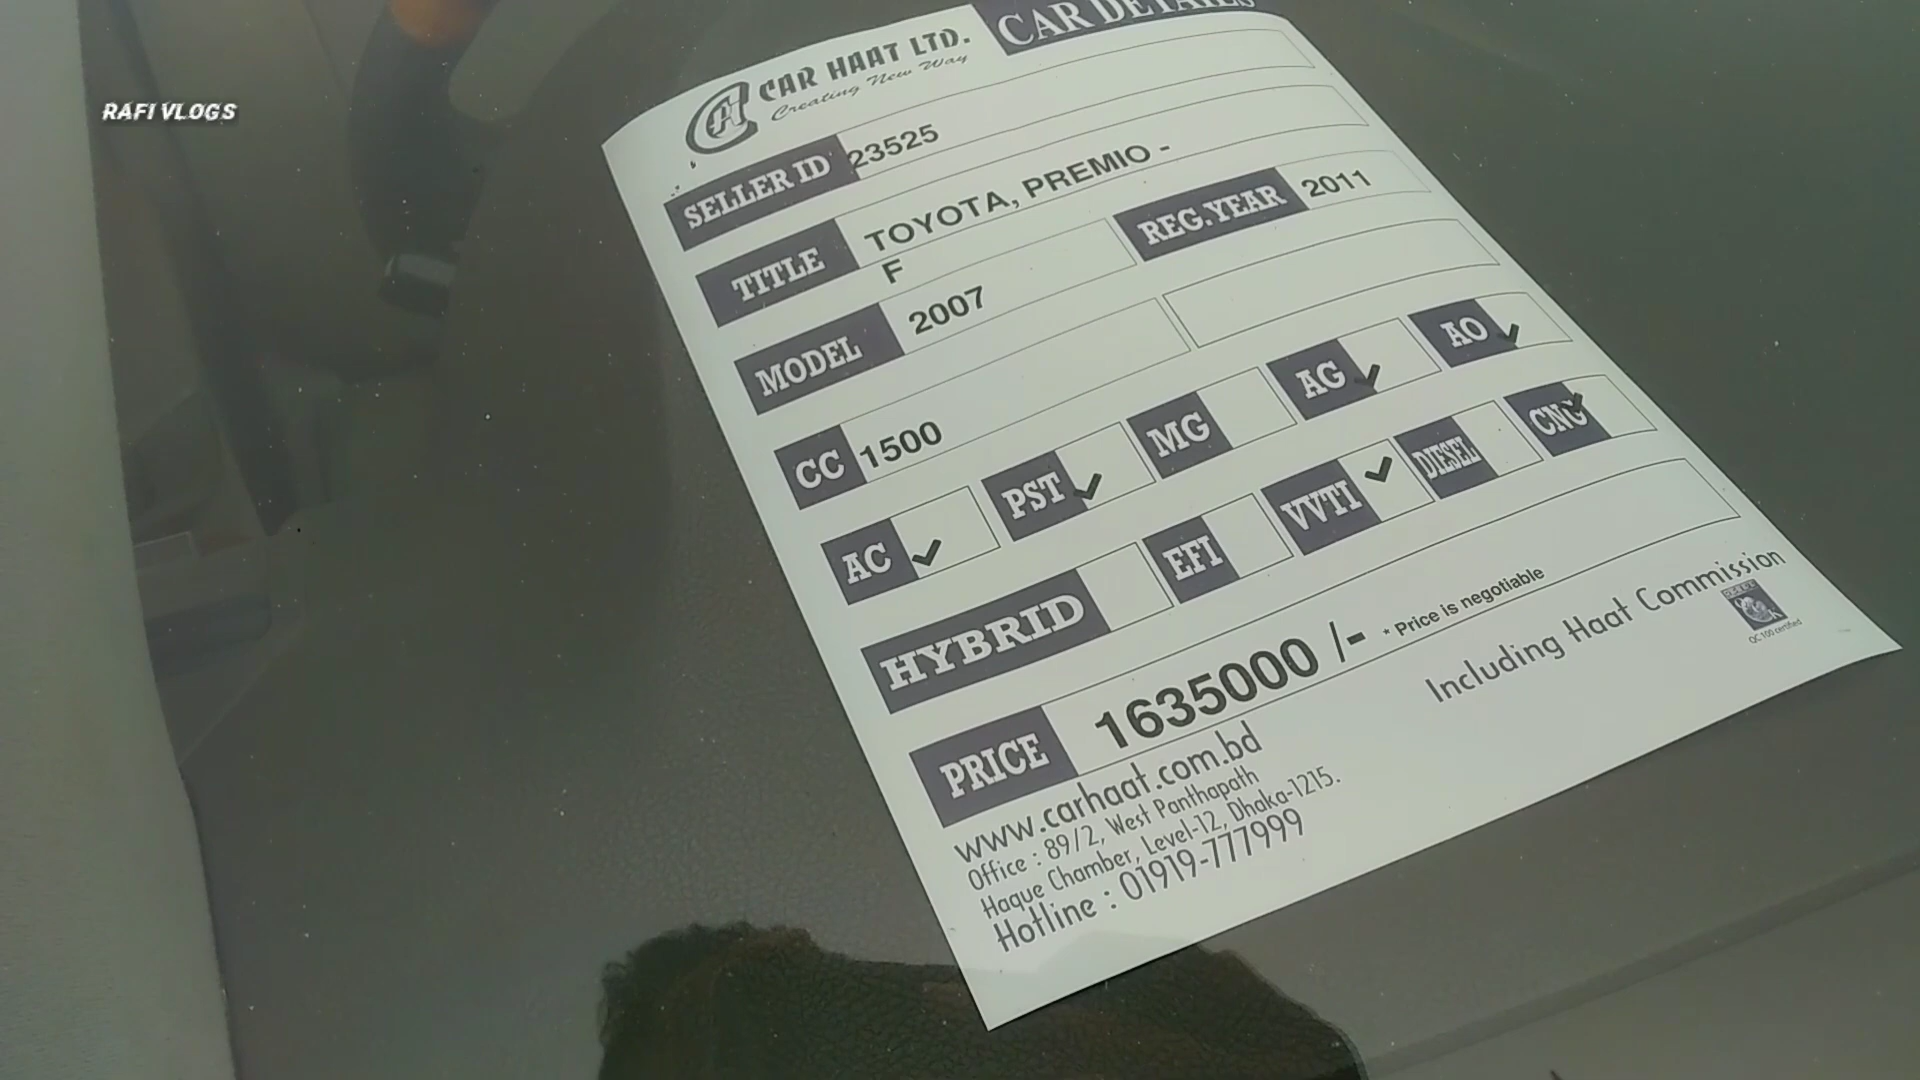 RAFI VLOGS
CAR HAAT LTD.
Creating New Way
CAR DETAILS
SELLER ID 23525
TITLE TOYOTA, PREMIO -
F
MODEL 2007 REG.YEAR 2011
CC 1500
AC ✓ PST ✓ MG AG ✓ AO ✓
HYBRID EFI VVTI ✓ DIESEL CNG ✓
PRICE 1635000 /- * Price is negotiable
www.carhaat.com.bd
Including Haat Commission
Office : 89/2, West Panthapath
Haque Chamber, Level-12, Dhaka-1215.
Hotline : 01919-777999
QC 100 certified